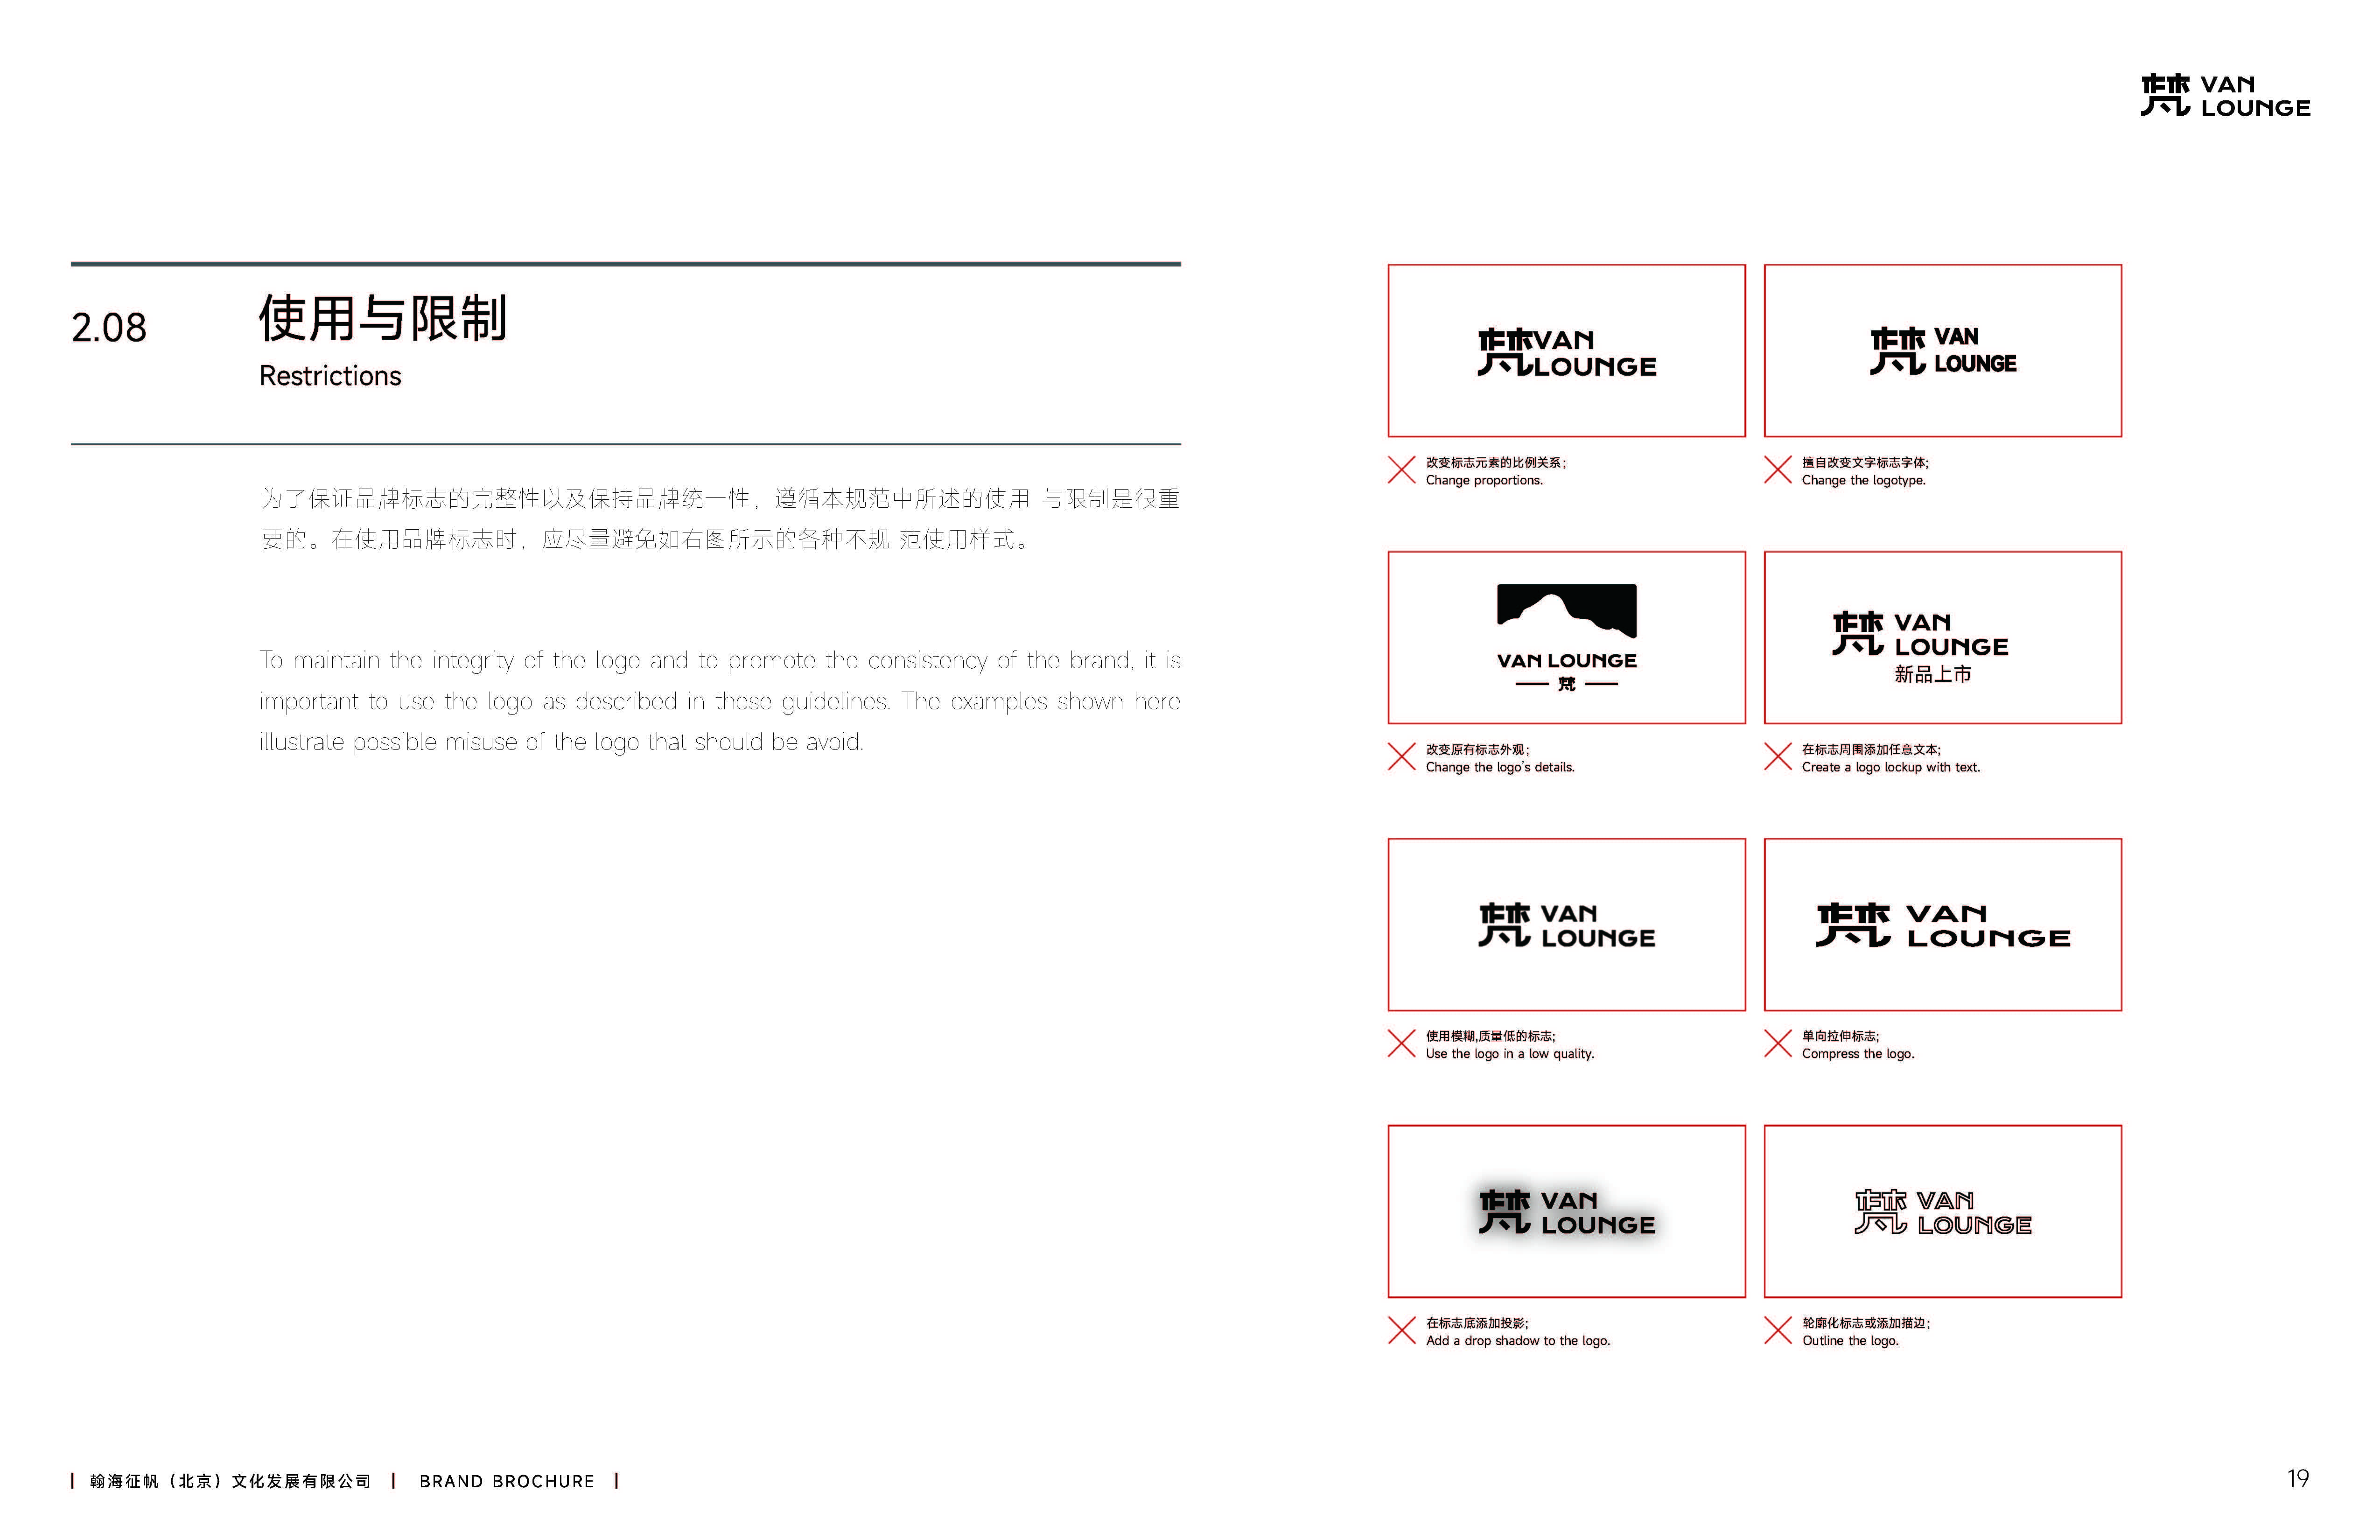 梵 VAN
LOUNGE
2.08
使用与限制
Restrictions
为了保证品牌标志的完整性以及保持品牌统一性，遵循本规范中所述的使用 与限制是很重
要的。在使用品牌标志时，应尽量避免如右图所示的各种不规 范使用样式。
To maintain the integrity of the logo and to promote the consistency of the brand, it is
important to use the logo as described in these guidelines. The examples shown here
illustrate possible misuse of the logo that should be avoid.
梵VAN
LOUNGE
改变标志元素的比例关系；
Change proportions.
梵 VAN
LOUNGE
擅自改变文字标志字体；
Change the logotype.
VAN LOUNGE
梵
改变原有标志外观；
Change the logo's details.
梵 VAN
LOUNGE
新品上市
在标志周围添加任意文本；
Create a logo lockup with text.
梵 VAN
LOUNGE
使用模糊,质量低的标志；
Use the logo in a low quality.
梵 VAN
LOUNGE
单向拉伸标志；
Compress the logo.
梵 VAN
LOUNGE
在标志底添加投影；
Add a drop shadow to the logo.
梵 VAN
LOUNGE
轮廓化标志或添加描边；
Outline the logo.
| 翰海征帆（北京）文化发展有限公司 | BRAND BROCHURE |
19